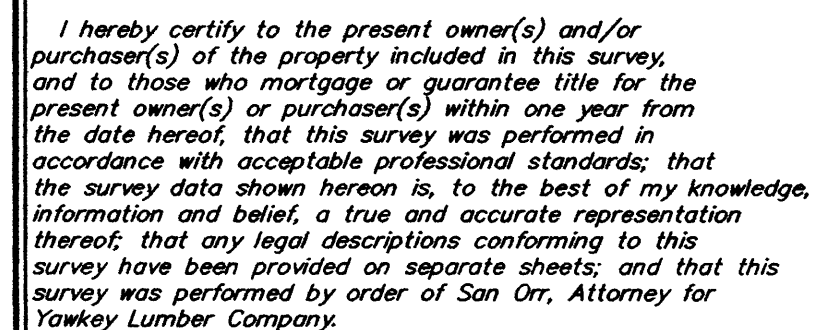 I hereby certify to the present owner(s) and/or
purchaser(s) of the property included in this survey,
and to those who mortgage or guarantee title for the
present owner(s) or purchaser(s) within one year from
the date hereof, that this survey was performed in
accordance with acceptable professional standards; that
the survey data shown hereon is, to the best of my knowledge,
information and belief, a true and accurate representation
thereof; that any legal descriptions conforming to this
survey have been provided on separate sheets; and that this
survey was performed by order of San Orr, Attorney for
Yawkey Lumber Company.